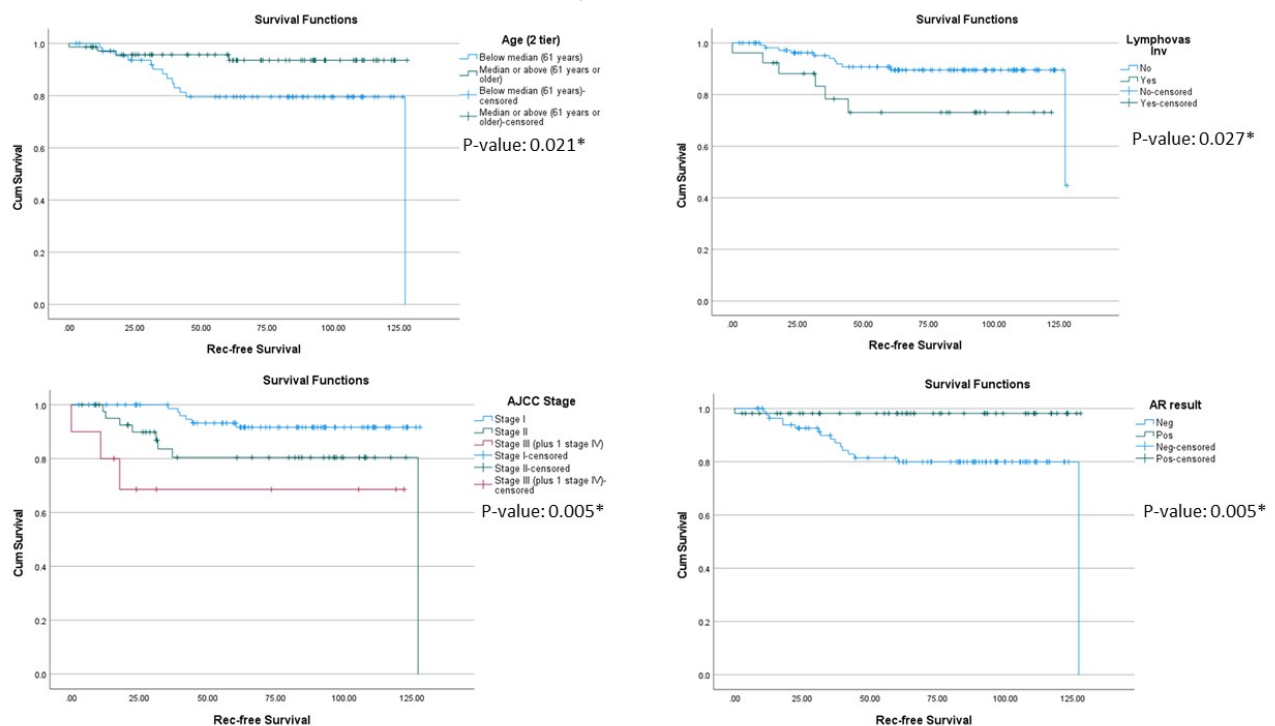 Survival Functions
Cum Survival
1.0
0.8
0.6
0.4
0.2
0.0
.00 25.00 50.00 75.00 100.00 125.00
Rec-free Survival
Age (2 tier)
Below median (61 years)
Median or above (61 years or
older)
Below median (61 years)-
censored
Median or above (61 years or
older)-censored
P-value: 0.021*
Survival Functions
Cum Survival
1.0
0.8
0.6
0.4
0.2
0.0
.00 25.00 50.00 75.00 100.00 125.00
Rec-free Survival
Lymphovas
Inv
No
Yes
No-censored
Yes-censored
P-value: 0.027*
Survival Functions
Cum Survival
1.0
0.8
0.6
0.4
0.2
0.0
.00 25.00 50.00 75.00 100.00 125.00
Rec-free Survival
AJCC Stage
Stage I
Stage II
Stage III (plus 1 stage IV)
Stage I-censored
Stage II-censored
Stage III (plus 1 stage IV)-
censored
P-value: 0.005*
Survival Functions
Cum Survival
1.0
0.8
0.6
0.4
0.2
0.0
.00 25.00 50.00 75.00 100.00 125.00
Rec-free Survival
AR result
Neg
Pos
Neg-censored
Pos-censored
P-value: 0.005*